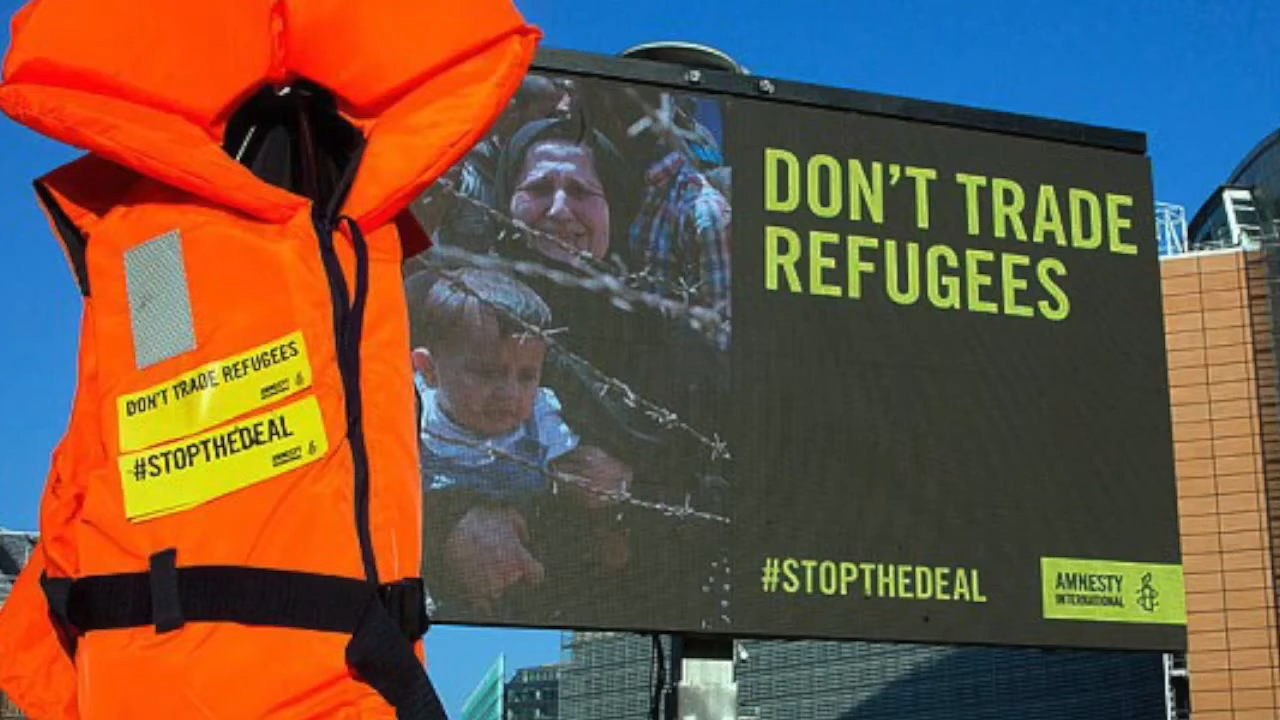 DON'T TRADE REFUGEES
AMNESTY
#STOPTHEDEAL
AMNESTY
DON'T TRADE
REFUGEES
#STOPTHEDEAL
AMNESTY
INTERNATIONAL